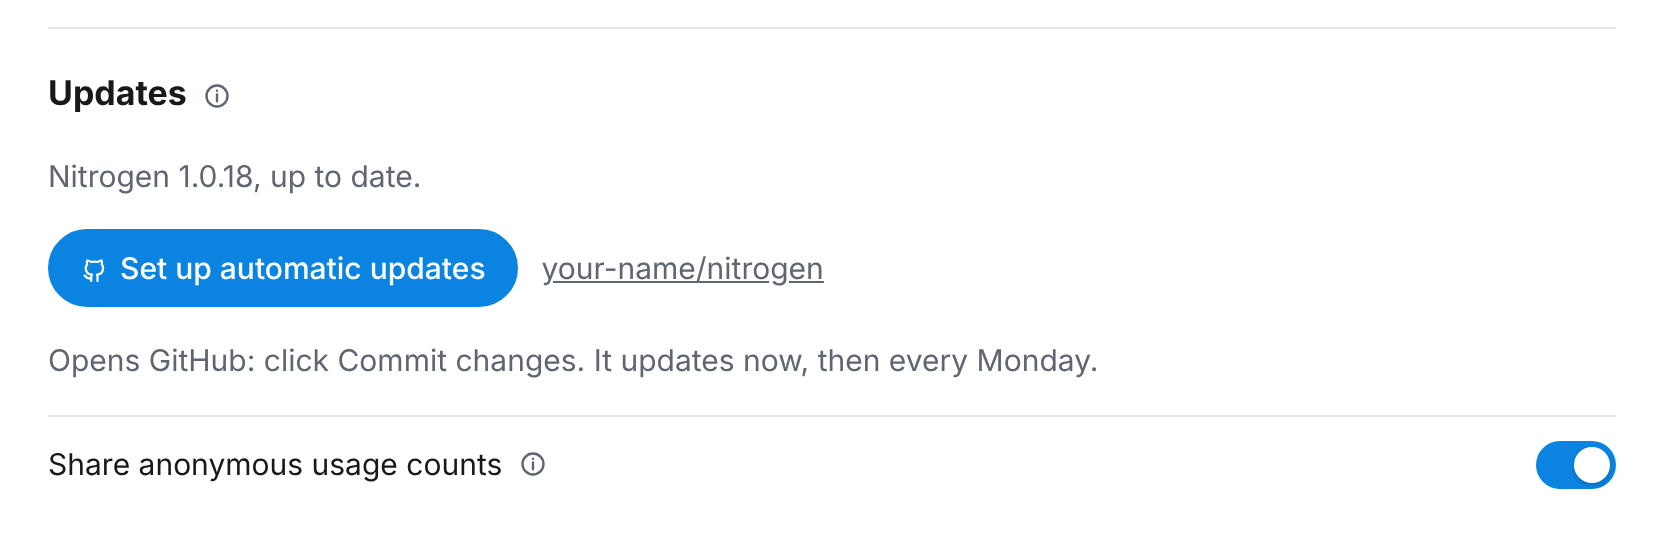 Updates
Nitrogen 1.0.18, up to date.
Set up automatic updates your-name/nitrogen
Opens GitHub: click Commit changes. It updates now, then every Monday.
Share anonymous usage counts